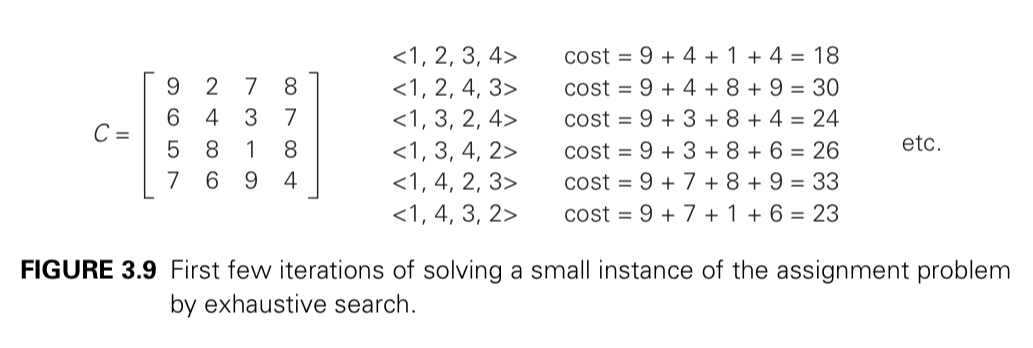 <1, 2, 3, 4> cost = 9 + 4 + 1 + 4 = 18
9 2 7 8 <1, 2, 4, 3> cost = 9 + 4 + 8 + 9 = 30
6 4 3 7 <1, 3, 2, 4> cost = 9 + 3 + 8 + 4 = 24
C =
5 8 1 8 <1, 3, 4, 2> cost = 9 + 3 + 8 + 6 = 26 etc.
7 6 9 4 <1, 4, 2, 3> cost = 9 + 7 + 8 + 9 = 33
<1, 4, 3, 2> cost = 9 + 7 + 1 + 6 = 23
FIGURE 3.9 First few iterations of solving a small instance of the assignment problem
by exhaustive search.